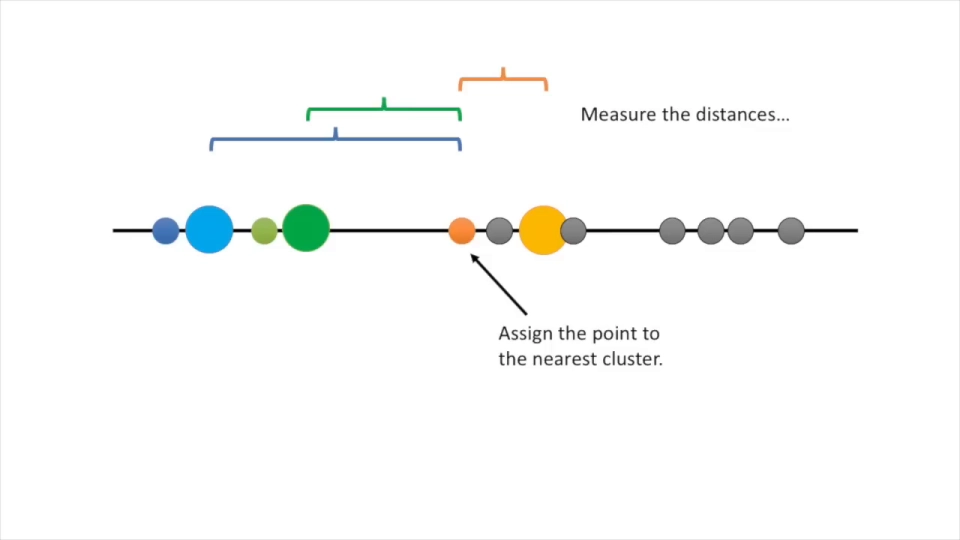 Measure the distances…
Assign the point to
the nearest cluster.